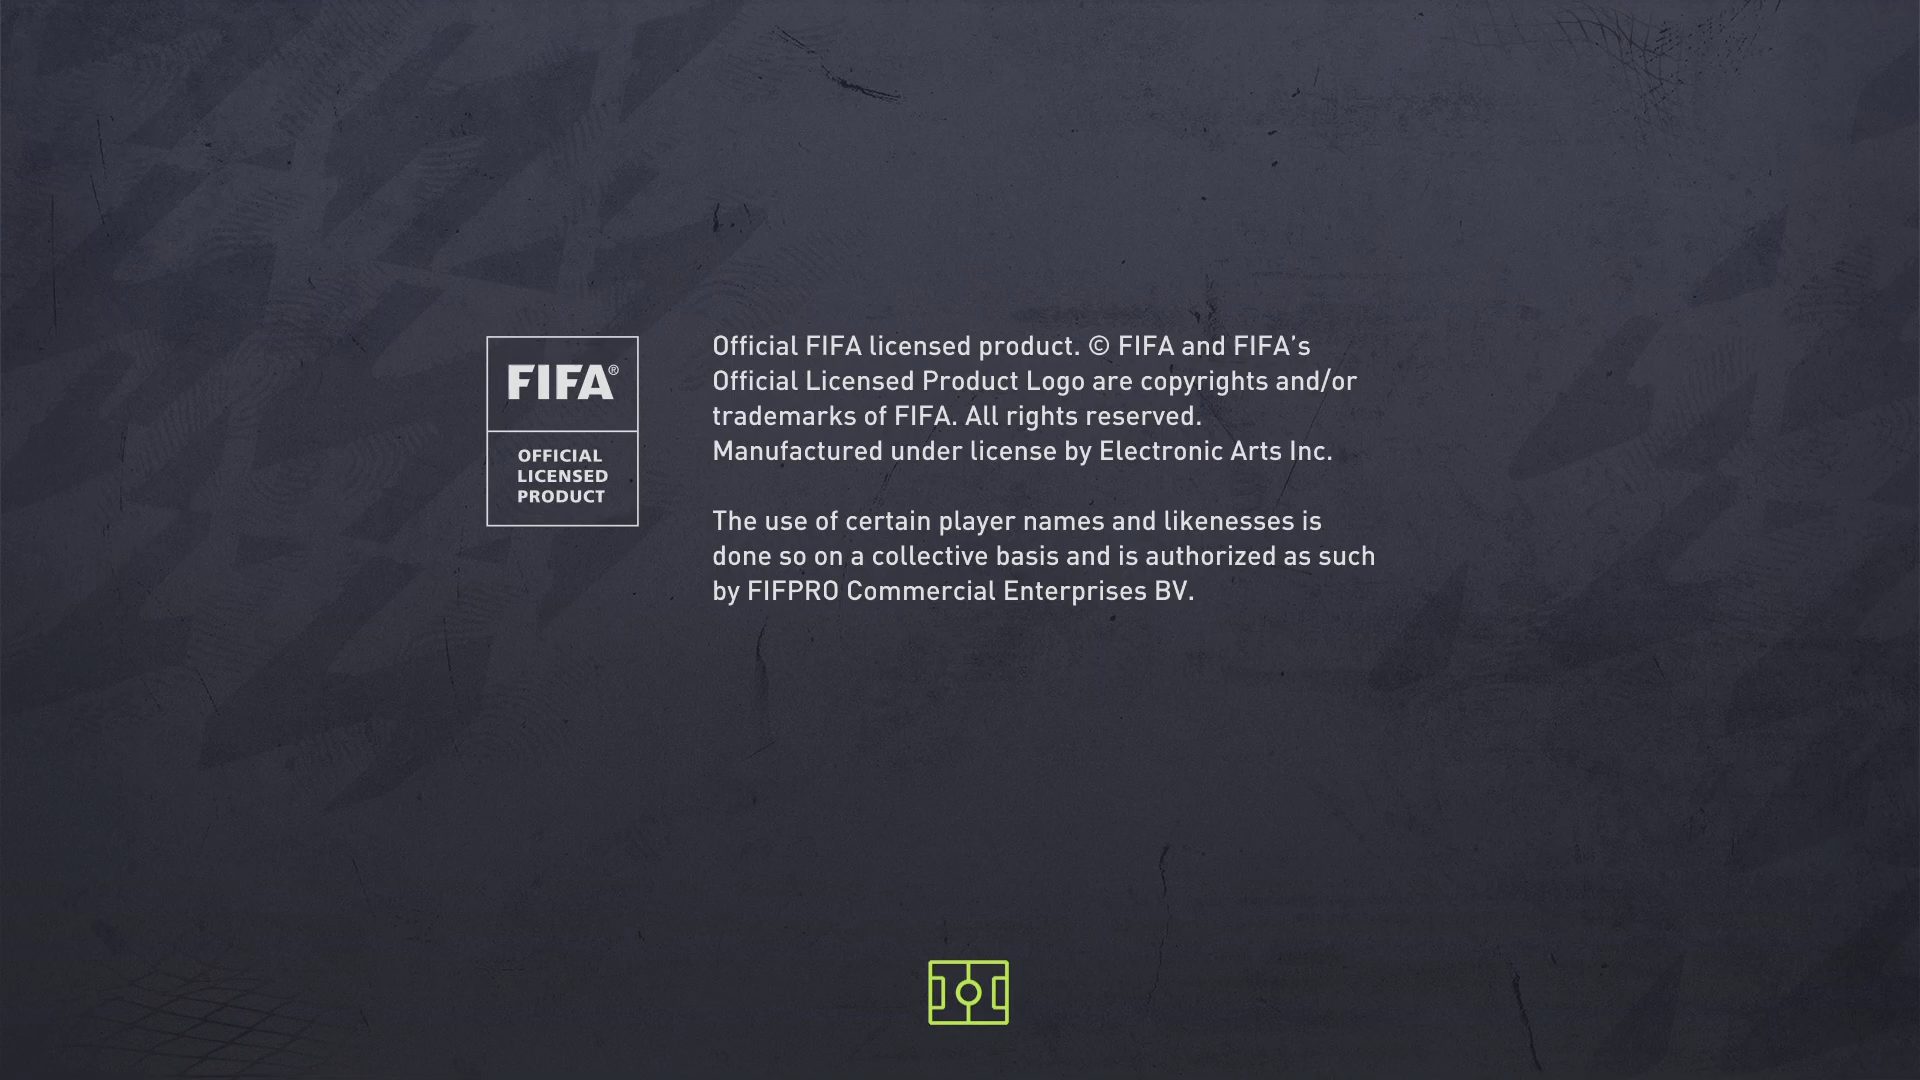 FIFA®
OFFICIAL
LICENSED
PRODUCT
Official FIFA licensed product. © FIFA and FIFA’s
Official Licensed Product Logo are copyrights and/or
trademarks of FIFA. All rights reserved.
Manufactured under license by Electronic Arts Inc.
The use of certain player names and likenesses is
done so on a collective basis and is authorized as such
by FIFPRO Commercial Enterprises BV.